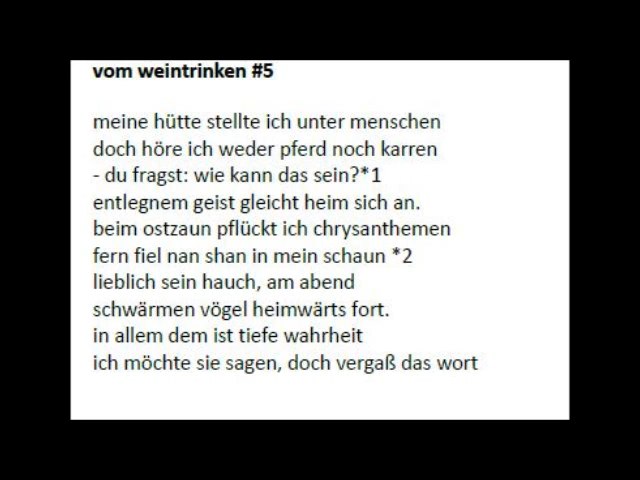 vom weintrinken #5
meine hütte stellte ich unter menschen
doch höre ich weder pferd noch karren
- du fragst: wie kann das sein?*1
entlegnem geist gleicht heim sich an.
beim ostzaun pflückt ich chrysanthemen
fern fiel nan shan in mein schaun *2
lieblich sein hauch, am abend
schwärmen vögel heimwärts fort.
in allem dem ist tiefe wahrheit
ich möchte sie sagen, doch vergaß das wort